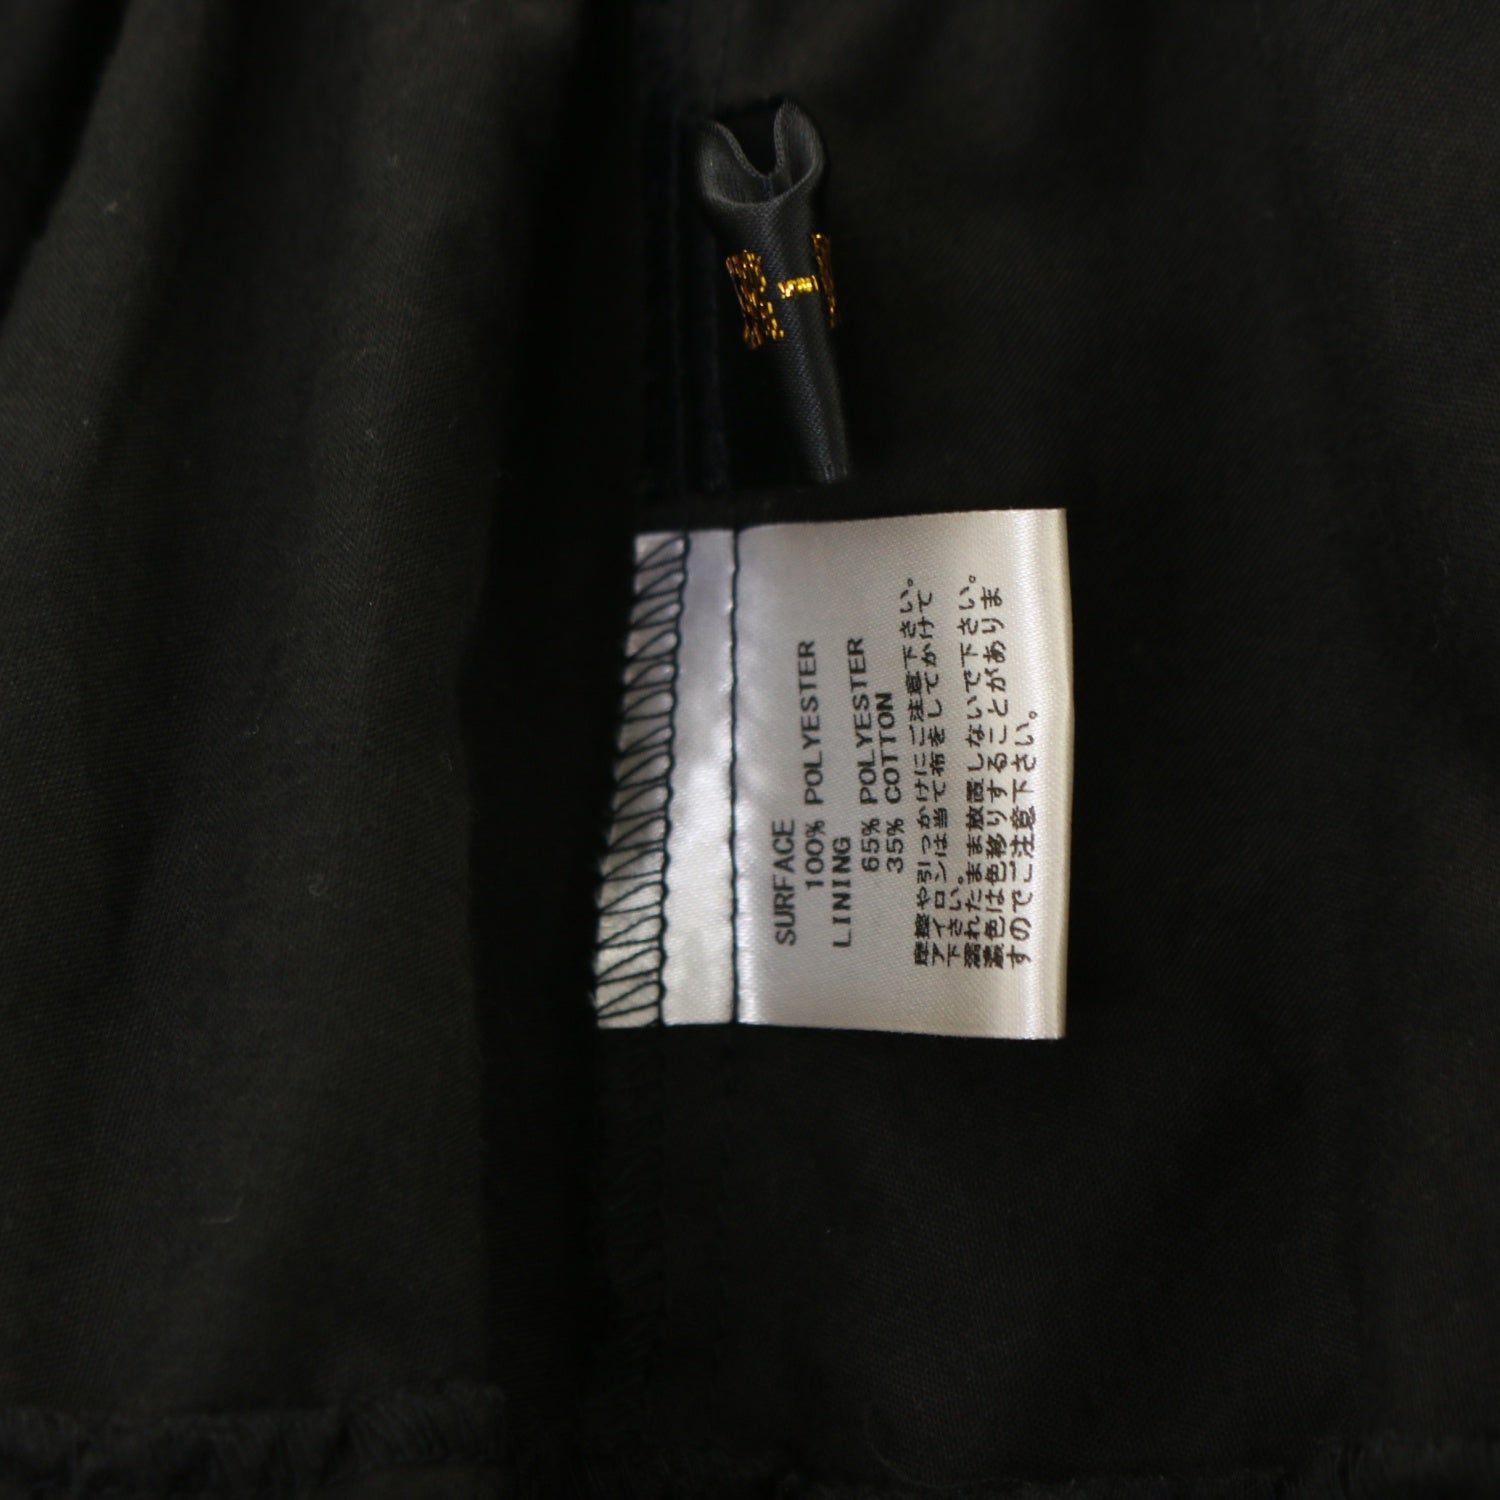 SURFACE
100% POLYESTER
LINING
65% POLYESTER
35% COTTON
摩擦や引っかけにご注意下さい。
アイロンは当て布をしてかけて
下さい。
濡れたまま放置しないで下さい。
濃色は色移りすることがありま
すのでご注意下さい。